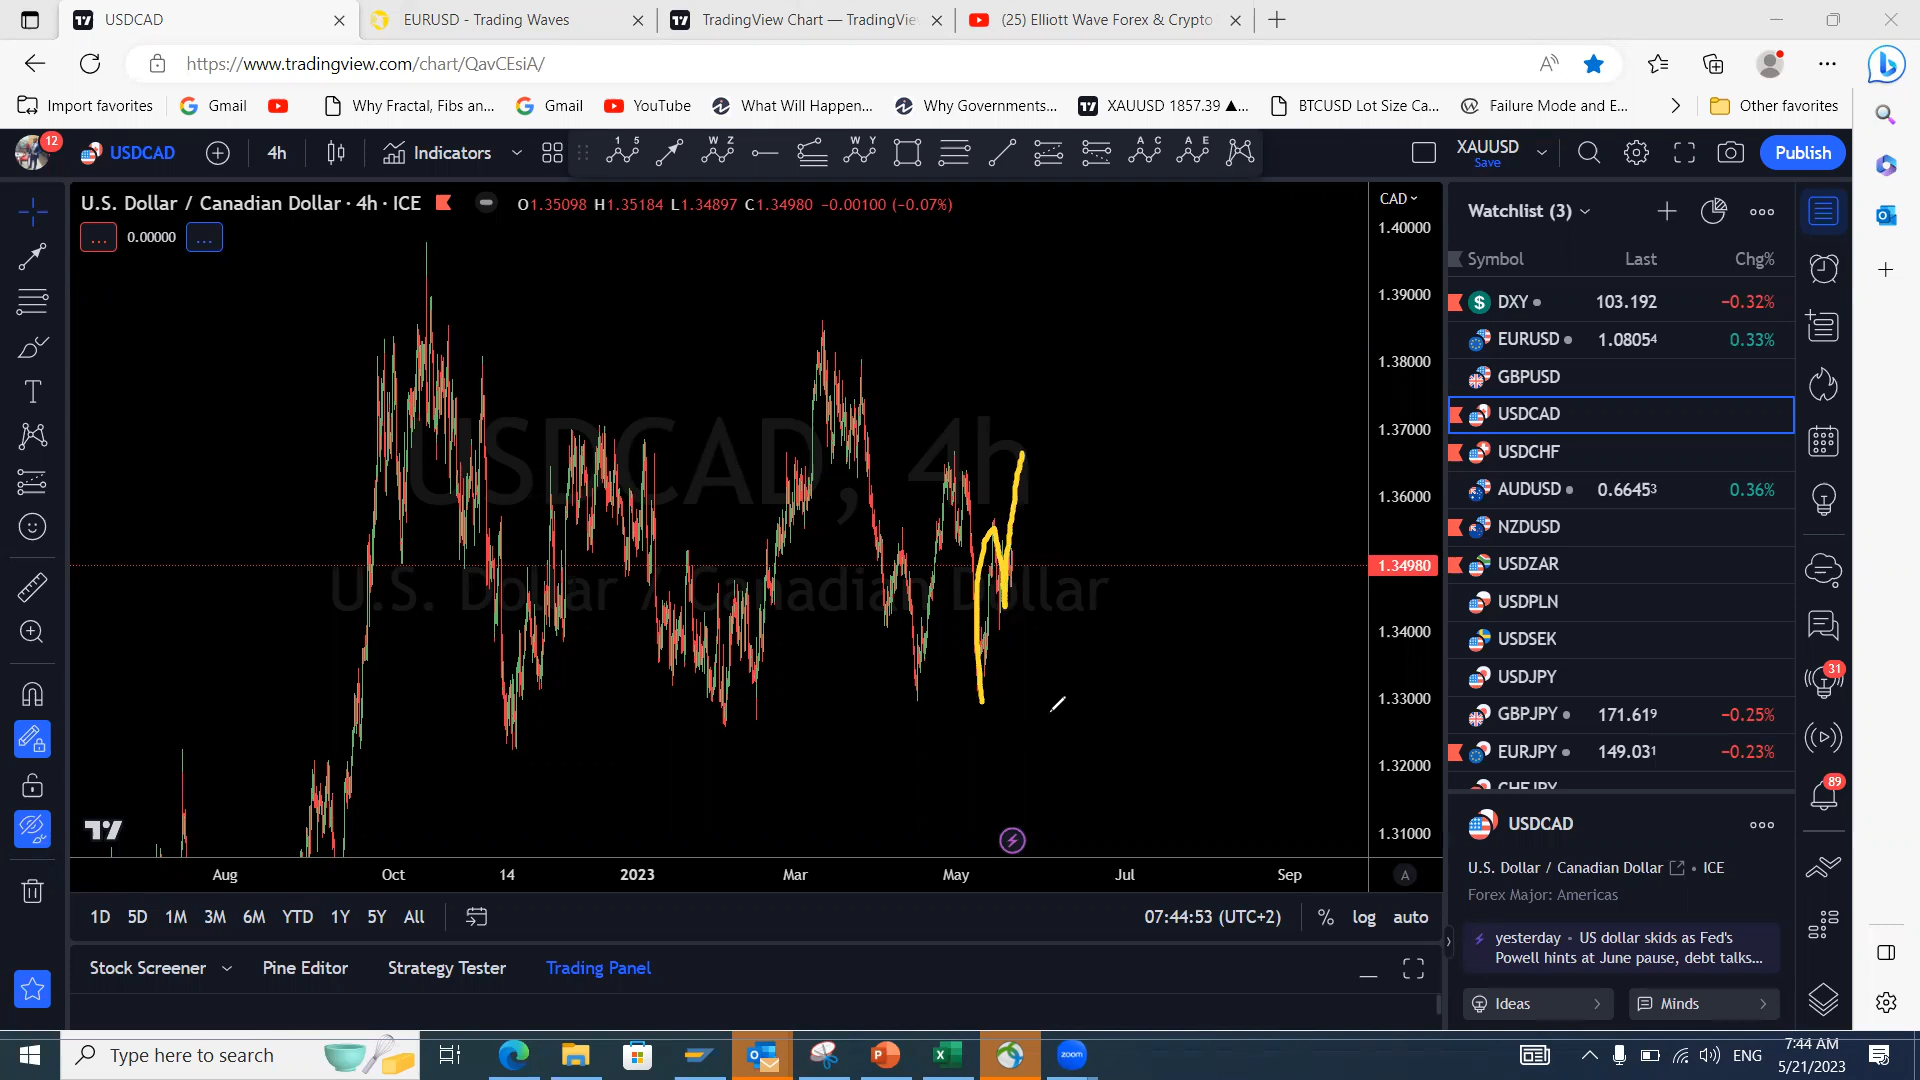 USDCAD
EURUSD - Trading Waves
TradingView Chart — TradingVie
(25) Elliott Wave Forex & Crypto
https://www.tradingview.com/chart/QavCEsiA/
Import favorites
Gmail
Why Fractal, Fibs an...
Gmail
YouTube
What Will Happen...
Why Governments...
XAUUSD 1857.39 ▲...
BTCUSD Lot Size Ca...
Failure Mode and E...
Other favorites
12
USDCAD
4h
Indicators
1 5
W Z
W Y
A C
A E
XAUUSD
Save
Publish
U.S. Dollar / Canadian Dollar · 4h · ICE
O1.35098 H1.35184 L1.34897 C1.34980 −0.00100 (−0.07%)
... 0.00000 ...
USDCAD, 4h
U.S. Dollar / Canadian Dollar
CAD
1.40000
1.39000
1.38000
1.37000
1.36000
1.34980
1.34000
1.33000
1.32000
1.31000
Aug Oct 14 2023 Mar May Jul Sep
A
1D 5D 1M 3M 6M YTD 1Y 5Y All
07:44:53 (UTC+2)
% log auto
Stock Screener
Pine Editor
Strategy Tester
Trading Panel
Watchlist (3)
Symbol Last Chg%
DXY 103.192 −0.32%
EURUSD 1.08054 0.33%
GBPUSD
USDCAD
USDCHF
AUDUSD 0.66453 0.36%
NZDUSD
USDZAR
USDPLN
USDSEK
USDJPY
GBPJPY 171.619 −0.25%
EURJPY 149.031 −0.23%
CHFJPY
USDCAD
U.S. Dollar / Canadian Dollar • ICE
Forex Major: Americas
yesterday • US dollar skids as Fed's
Powell hints at June pause, debt talks...
Ideas
Minds
31
89
Type here to search
zoom
ENG
7:44 AM
5/21/2023